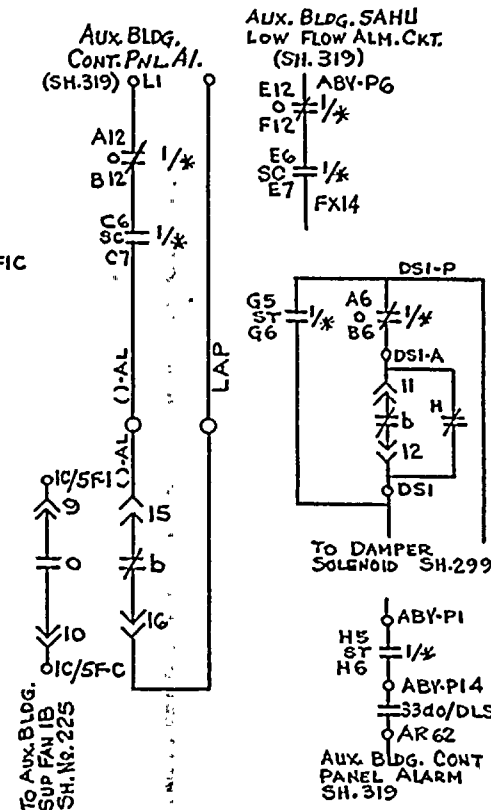 AUX. BLDG.
CONT. PNL. A1.
(SH.319) L1
A12
O 1/*
B12
C6
SC 1/*
C7
FIC
()-AL
LAP
()-AL
1C/5F-1
9
15
O
b
10
16
1C/5F-C
TO AUX. BLDG.
SUP FAN 1B
SH. No. 225
AUX. BLDG. SAHU
LOW FLOW ALM. CKT.
(SH.319)
E12 ABY-P6
O 1/*
F12
E6
SC 1/*
E7
FX14
DS1-P
G5 A6
ST 1/* O 1/*
G6 B6
DS1-A
11
b H
12
DS1
TO DAMPER
SOLENOID SH.299
ABY-P1
H5
ST 1/*
H6
ABY-P14
33do/DLS
AR62
AUX. BLDG. CONT
PANEL ALARM
SH.319